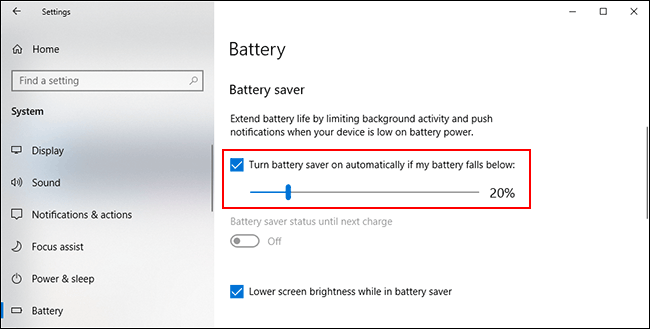 Settings
Home
Find a setting
System
Display
Sound
Notifications & actions
Focus assist
Power & sleep
Battery
Battery
Battery saver
Extend battery life by limiting background activity and push
notifications when your device is low on battery power.
Turn battery saver on automatically if my battery falls below:
20%
Battery saver status until next charge
Off
Lower screen brightness while in battery saver